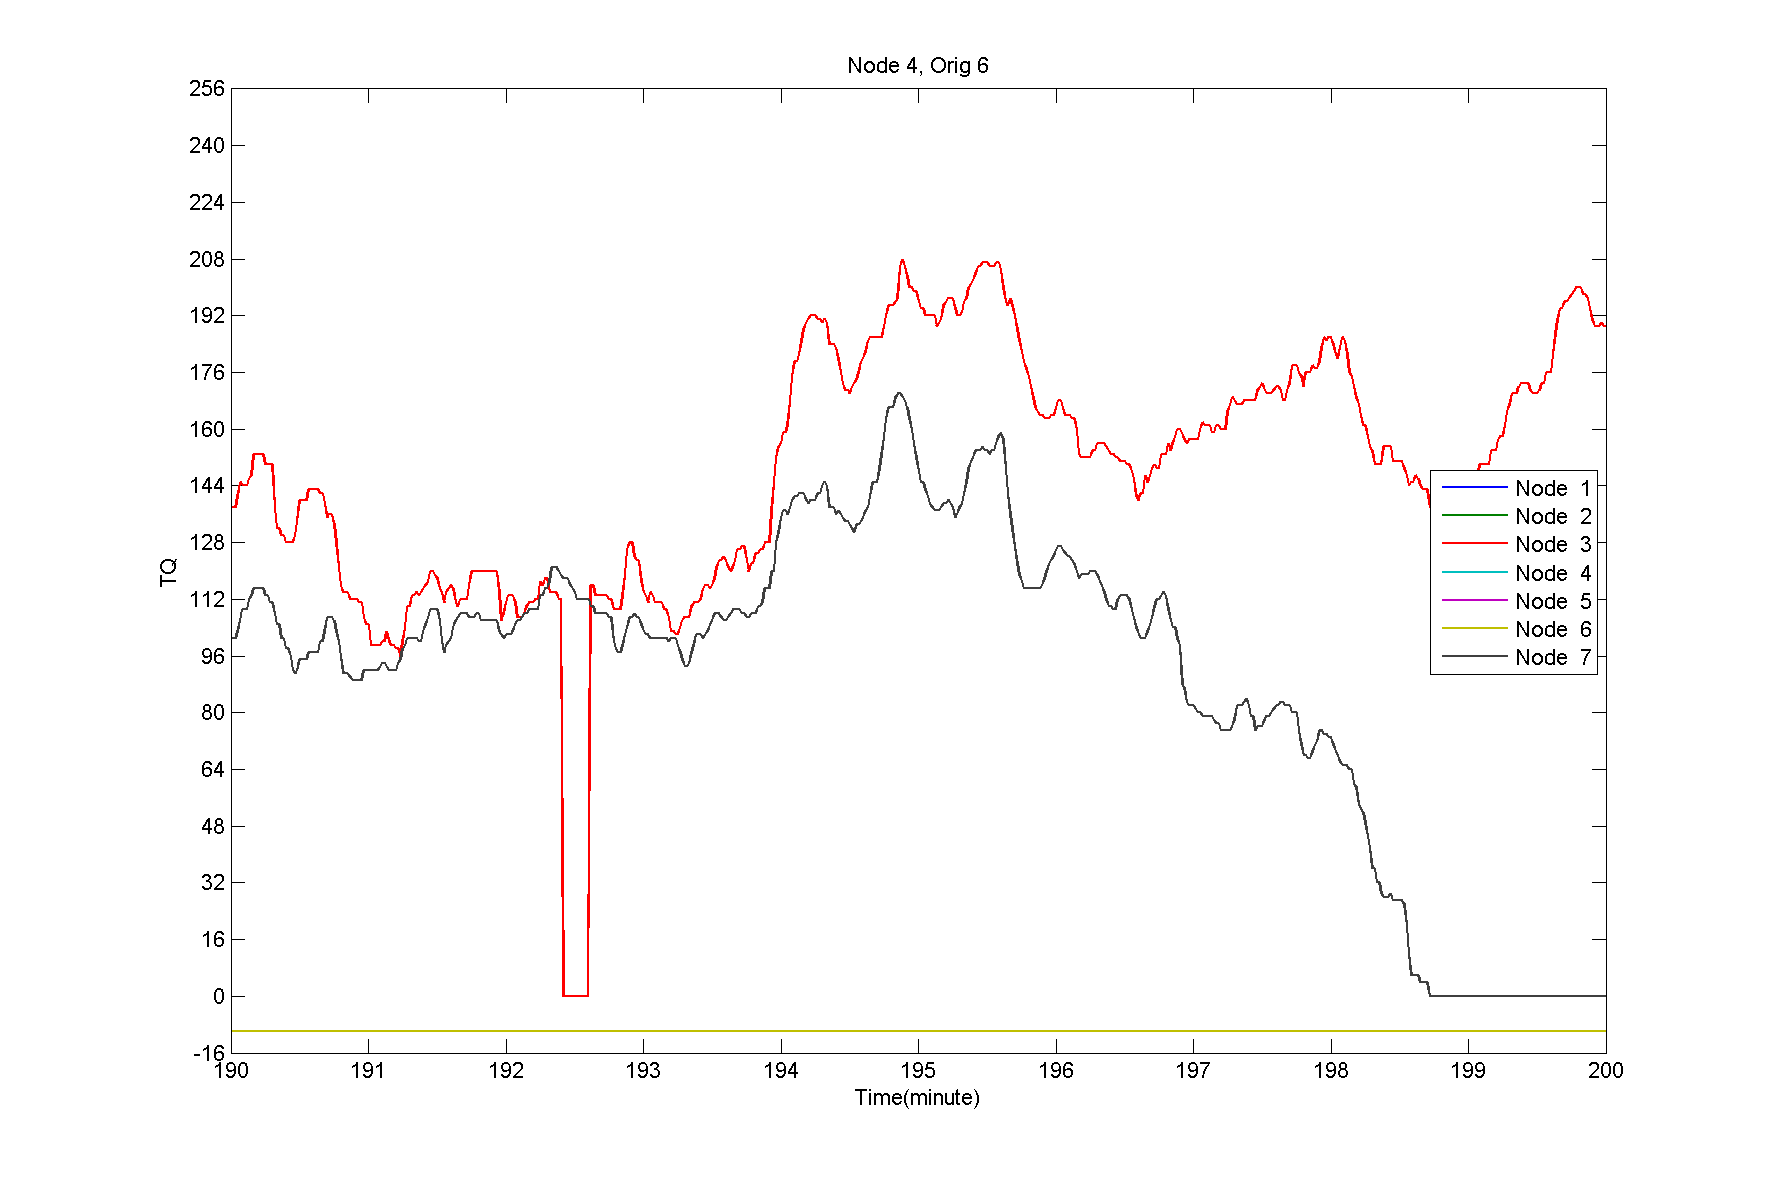 Node 4, Orig 6
256
240
224
208
192
176
160
144
128
112
96
80
64
48
32
16
0
-16
TQ
190 191 192 193 194 195 196 197 198 199 200
Time(minute)
Node 1
Node 2
Node 3
Node 4
Node 5
Node 6
Node 7